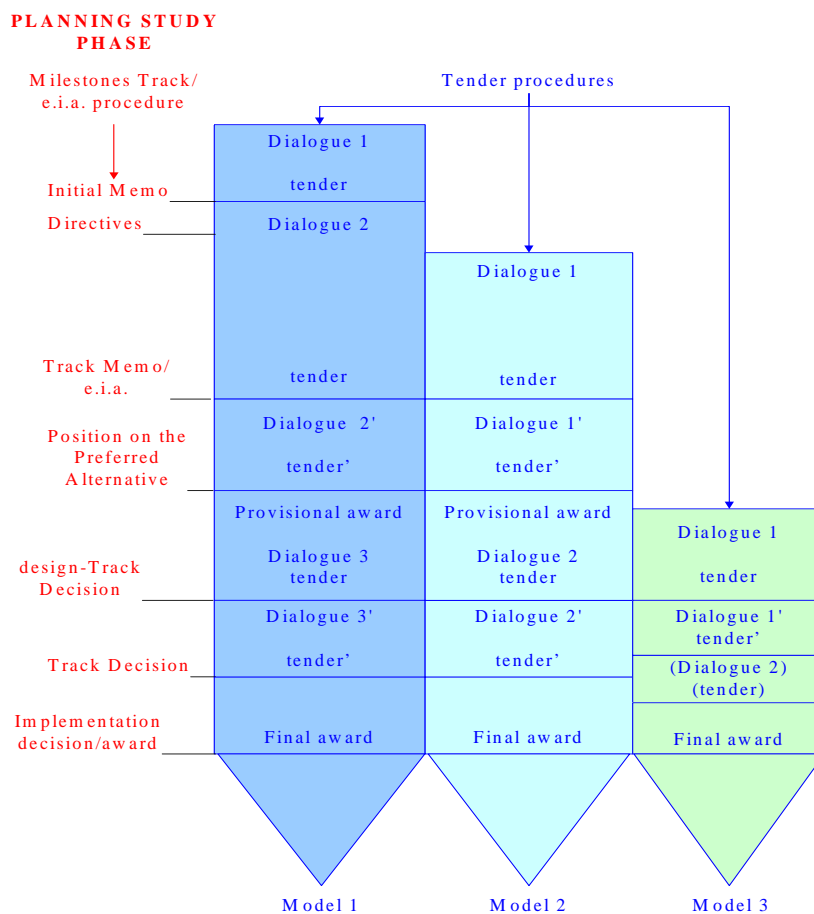 PLANNING STUDY
PHASE
Milestones Track/
e.i.a. procedure
Tender procedures
Dialogue 1
tender
Initial Memo
Directives
Dialogue 2
Dialogue 1
Track Memo/
e.i.a.
tender
tender
Position on the
Preferred
Alternative
Dialogue 2'
tender’
Dialogue 1'
tender’
Provisional award
Provisional award
Dialogue 1
design-Track
Decision
Dialogue 3
tender
Dialogue 2
tender
tender
Dialogue 3'
tender’
Dialogue 2'
tender’
Dialogue 1'
tender’
Track Decision
(Dialogue 2)
(tender)
Implementation
decision/award
Final award
Final award
Final award
Model 1
Model 2
Model 3